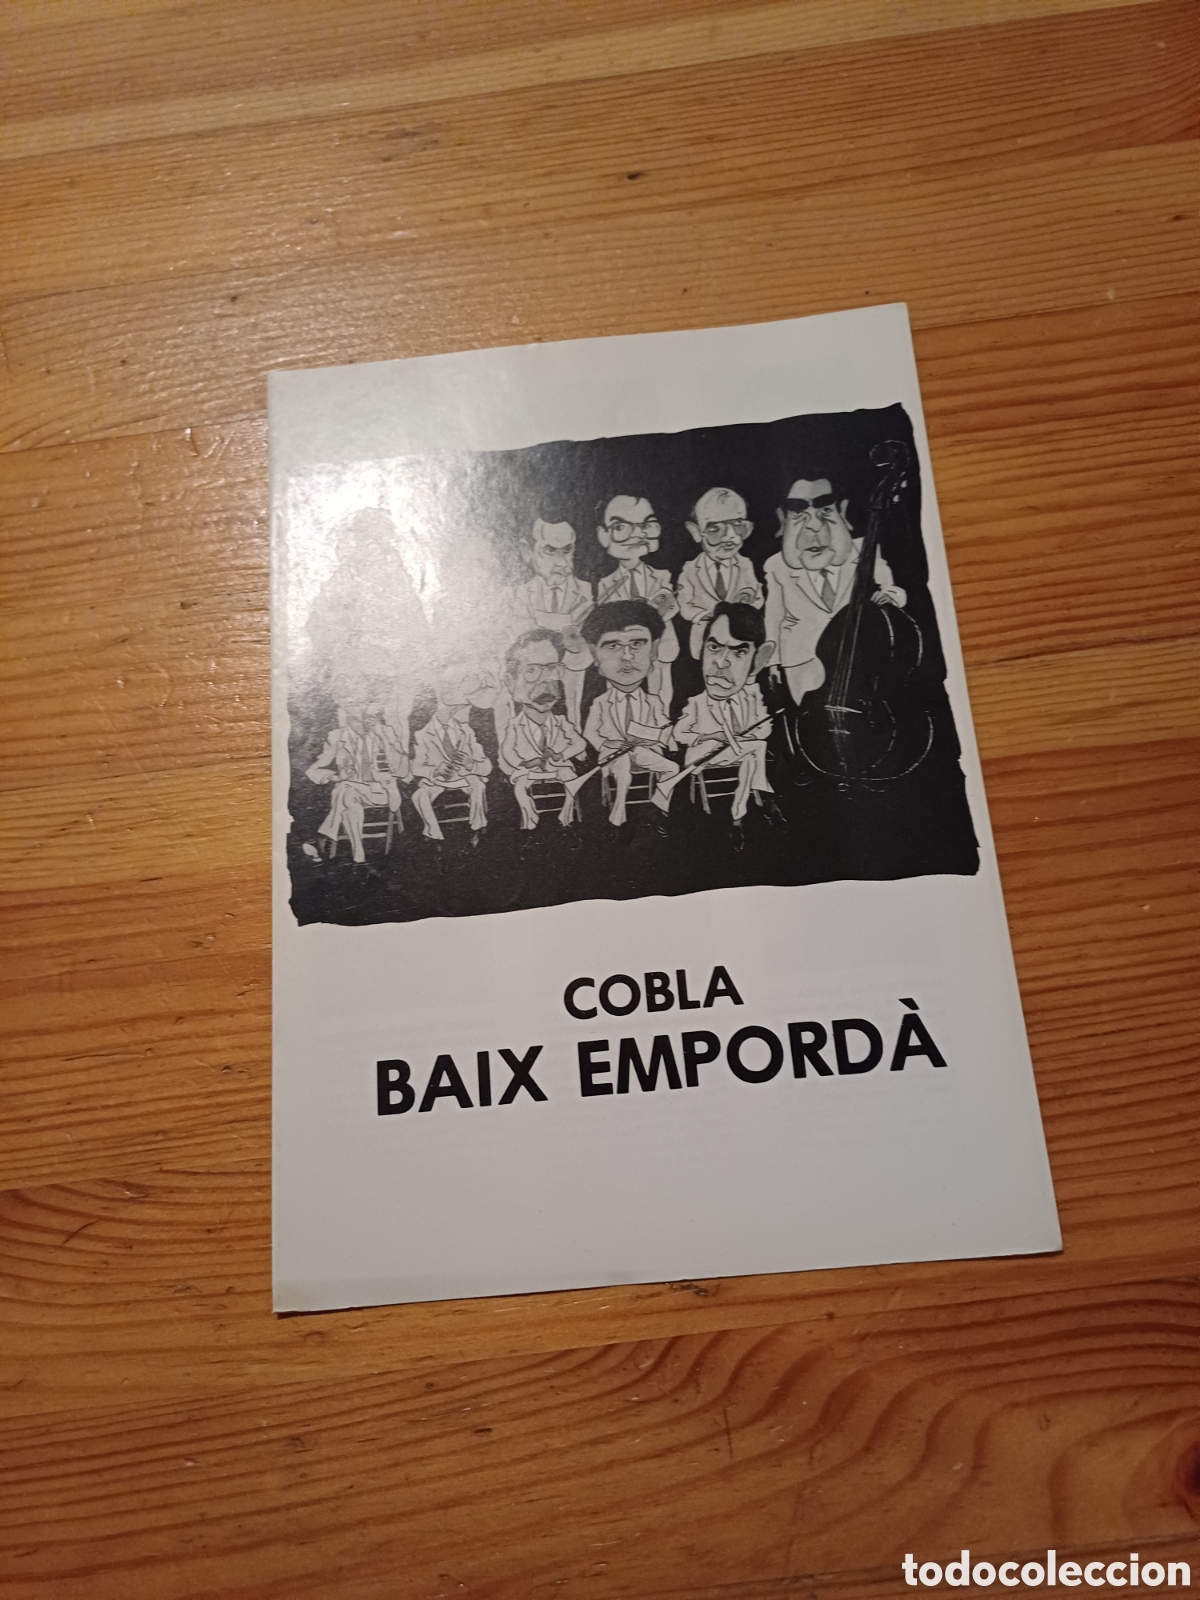 COBLA
BAIX EMPORDÀ
todocoleccion